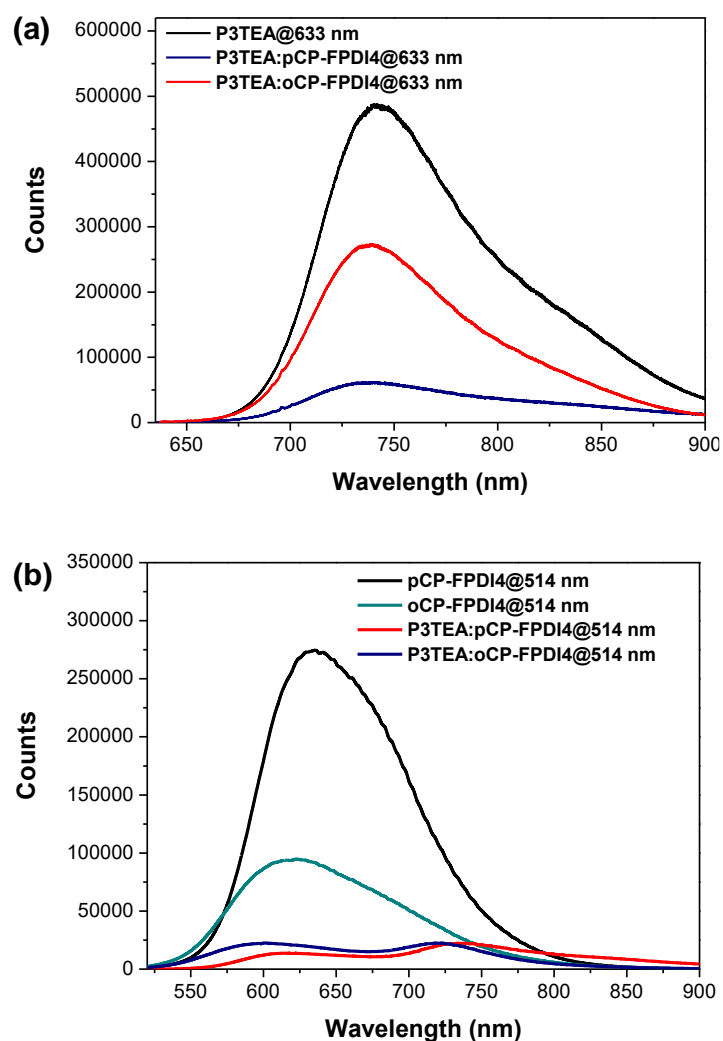 (a)
P3TEA@633 nm
P3TEA:pCP-FPDI4@633 nm
P3TEA:oCP-FPDI4@633 nm
600000
500000
400000
300000
200000
100000
0
Counts
650 700 750 800 850 900
Wavelength (nm)
(b)
pCP-FPDI4@514 nm
oCP-FPDI4@514 nm
P3TEA:pCP-FPDI4@514 nm
P3TEA:oCP-FPDI4@514 nm
350000
300000
250000
200000
150000
100000
50000
0
Counts
550 600 650 700 750 800 850 900
Wavelength (nm)